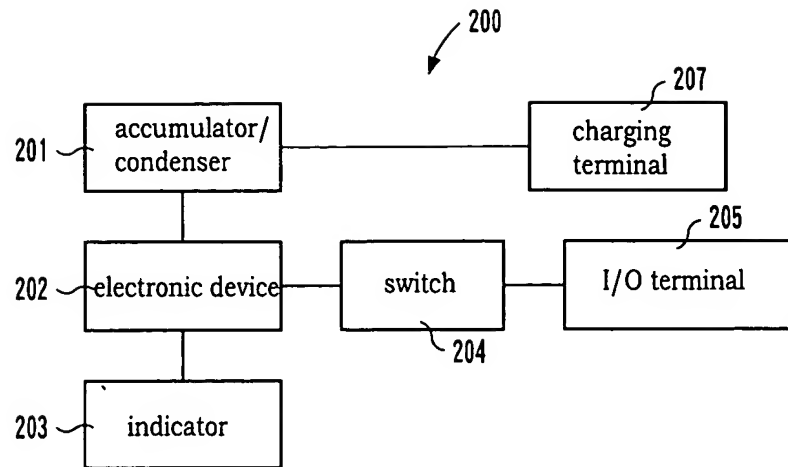 200
207
201
accumulator/
condenser
charging
terminal
205
202
electronic device
switch
I/O terminal
204
203
indicator